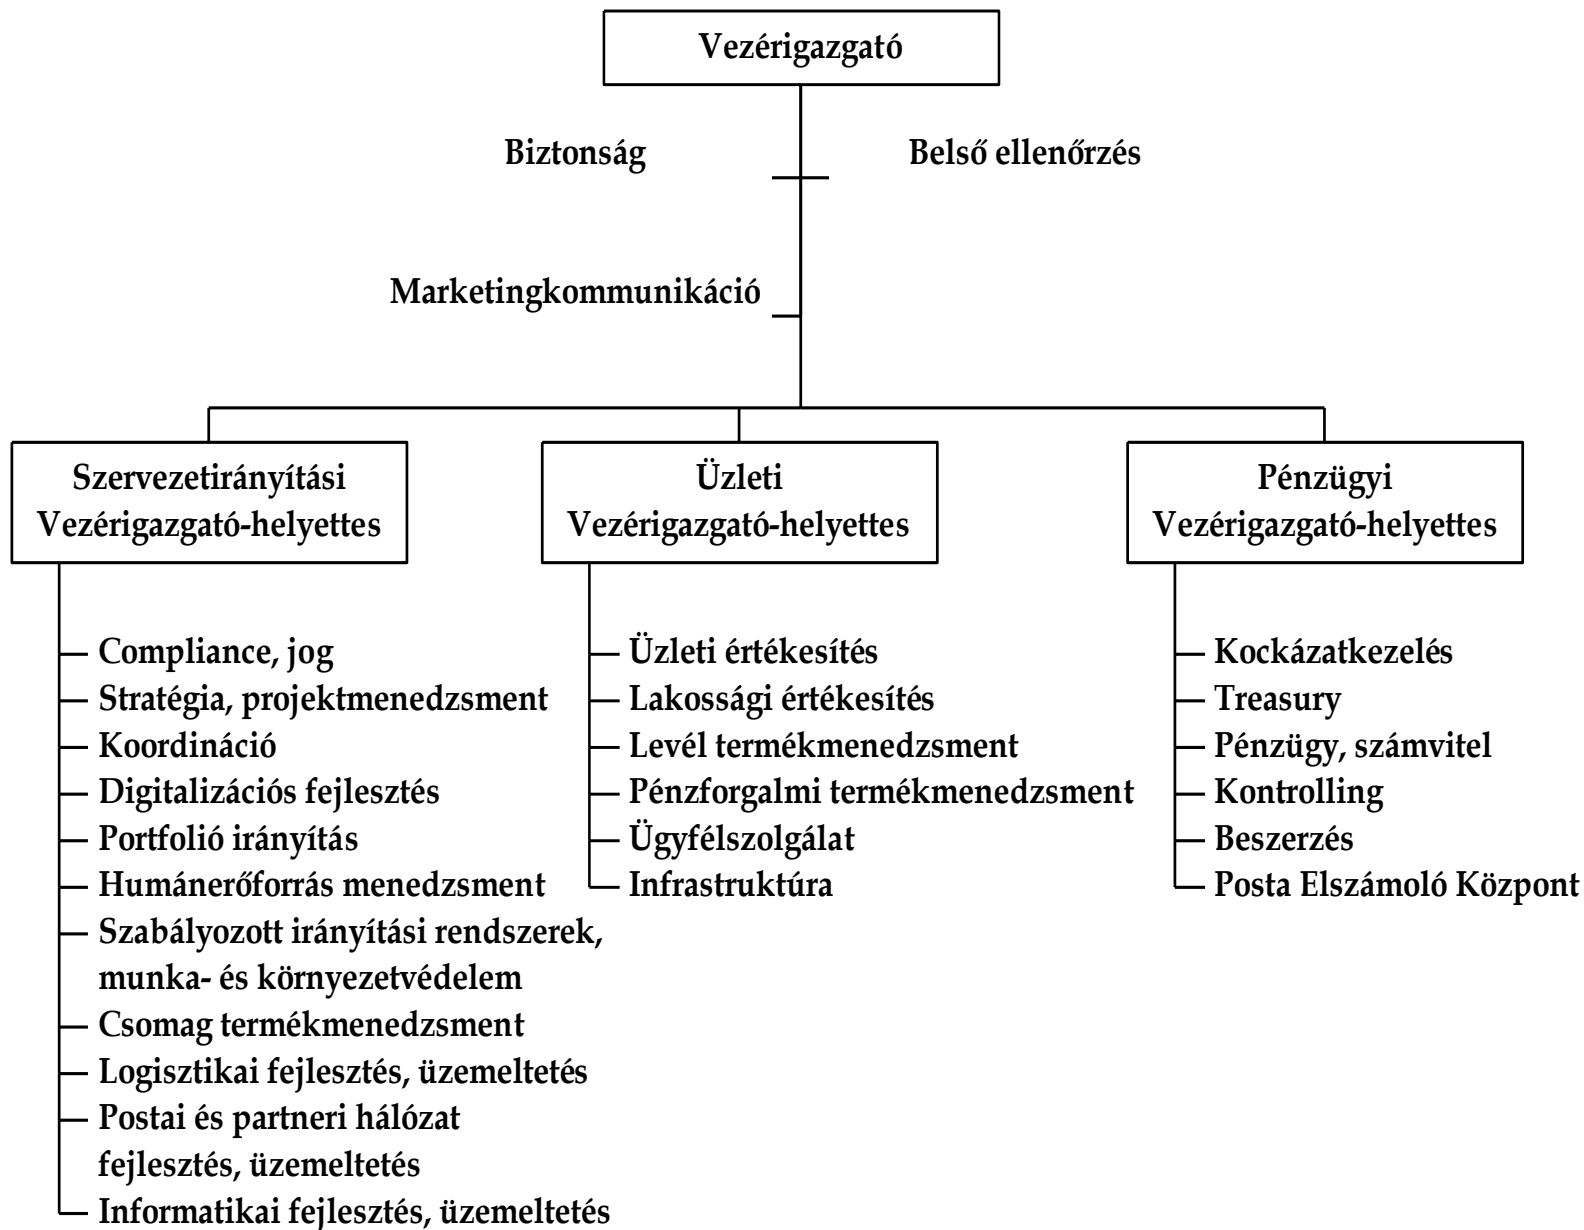 Vezérigazgató
Biztonság
Belső ellenőrzés
Marketingkommunikáció
Szervezetirányítási
Vezérigazgató-helyettes
Compliance, jog
Stratégia, projektmenedzsment
Koordináció
Digitalizációs fejlesztés
Portfolió irányítás
Humánerőforrás menedzsment
Szabályozott irányítási rendszerek,
munka- és környezetvédelem
Csomag termékmenedzsment
Logisztikai fejlesztés, üzemeltetés
Postai és partneri hálózat
fejlesztés, üzemeltetés
Informatikai fejlesztés, üzemeltetés
Üzleti
Vezérigazgató-helyettes
Üzleti értékesítés
Lakossági értékesítés
Levél termékmenedzsment
Pénzforgalmi termékmenedzsment
Ügyfélszolgálat
Infrastruktúra
Pénzügyi
Vezérigazgató-helyettes
Kockázatkezelés
Treasury
Pénzügy, számvitel
Kontrolling
Beszerzés
Posta Elszámoló Központ